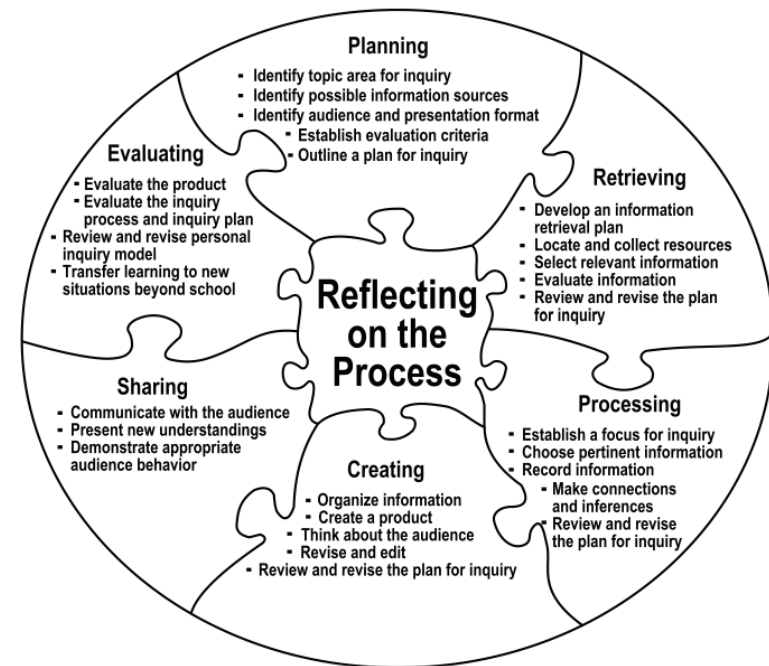 Planning
- Identify topic area for inquiry
- Identify possible information sources
- Identify audience and presentation format
- Establish evaluation criteria
- Outline a plan for inquiry
Retrieving
- Develop an information
retrieval plan
- Locate and collect resources
- Select relevant information
- Evaluate information
- Review and revise the plan
for inquiry
Processing
- Establish a focus for inquiry
- Choose pertinent information
- Record information
- Make connections
and inferences
- Review and revise
the plan for inquiry
Creating
- Organize information
- Create a product
- Think about the audience
- Revise and edit
- Review and revise the plan for inquiry
Sharing
- Communicate with the audience
- Present new understandings
- Demonstrate appropriate
audience behavior
Evaluating
- Evaluate the product
- Evaluate the inquiry
process and inquiry plan
- Review and revise personal
inquiry model
- Transfer learning to new
situations beyond school
Reflecting
on the
Process